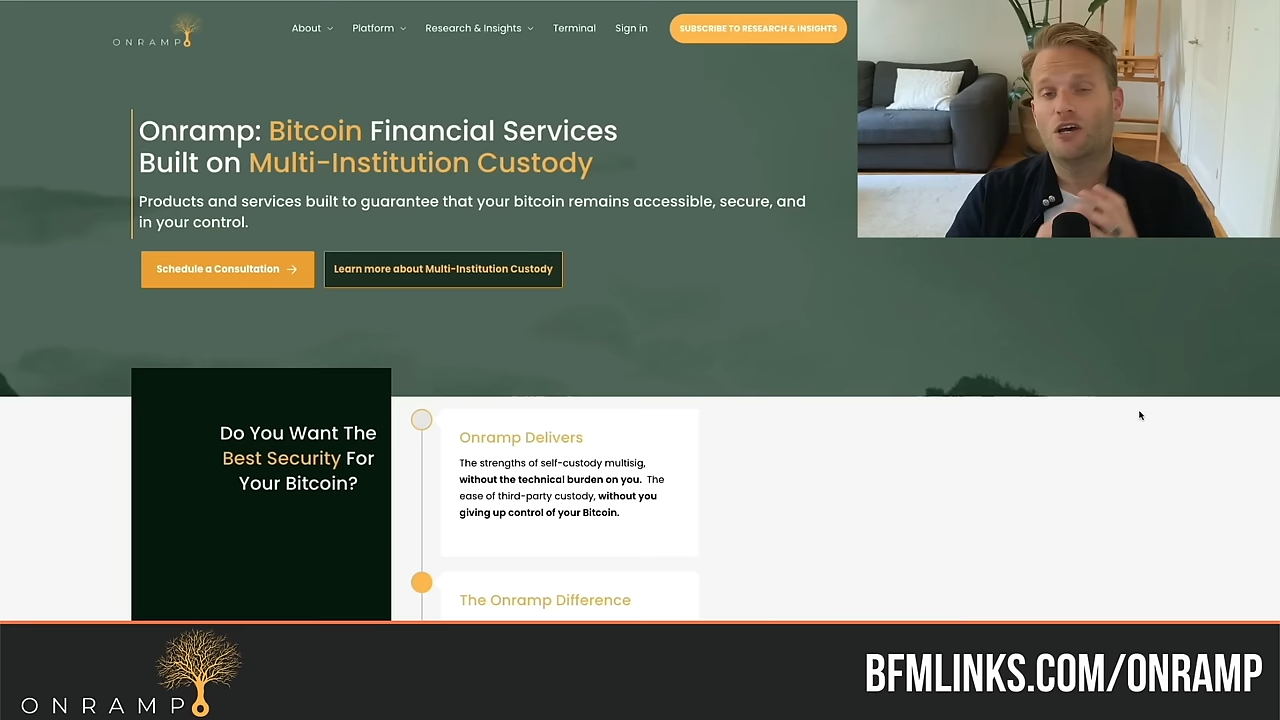 ONRAMP
About
Platform
Research & Insights
Terminal
Sign in
SUBSCRIBE TO RESEARCH & INSIGHTS
Onramp: Bitcoin Financial Services
Built on Multi-Institution Custody
Products and services built to guarantee that your bitcoin remains accessible, secure, and
in your control.
Schedule a Consultation
Learn more about Multi-Institution Custody
Do You Want The
Best Security For
Your Bitcoin?
Onramp Delivers
The strengths of self-custody multisig,
without the technical burden on you. The
ease of third-party custody, without you
giving up control of your Bitcoin.
The Onramp Difference
ONRAMP
BFMLINKS.COM/ONRAMP